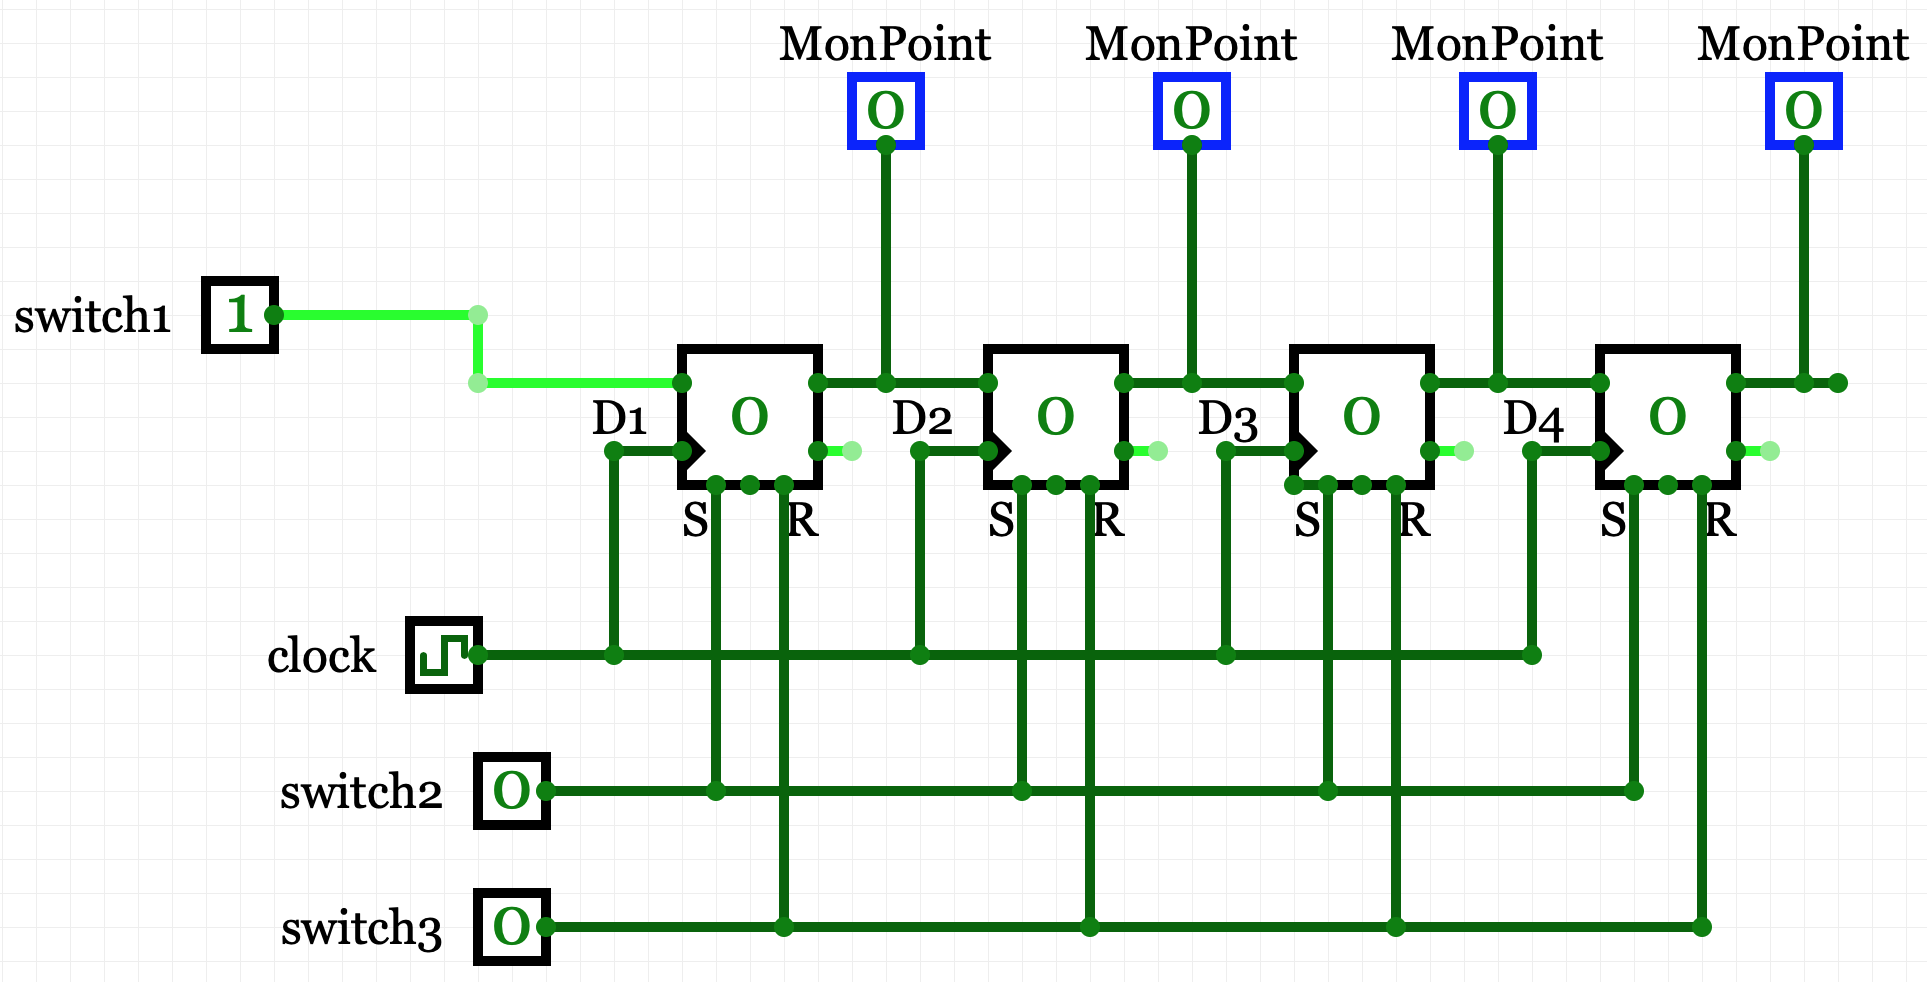 MonPoint MonPoint MonPoint MonPoint
0 0 0 0
switch1 1
D1 0 D2 0 D3 0 D4 0
S R S R S R S R
clock
switch2 0
switch3 0